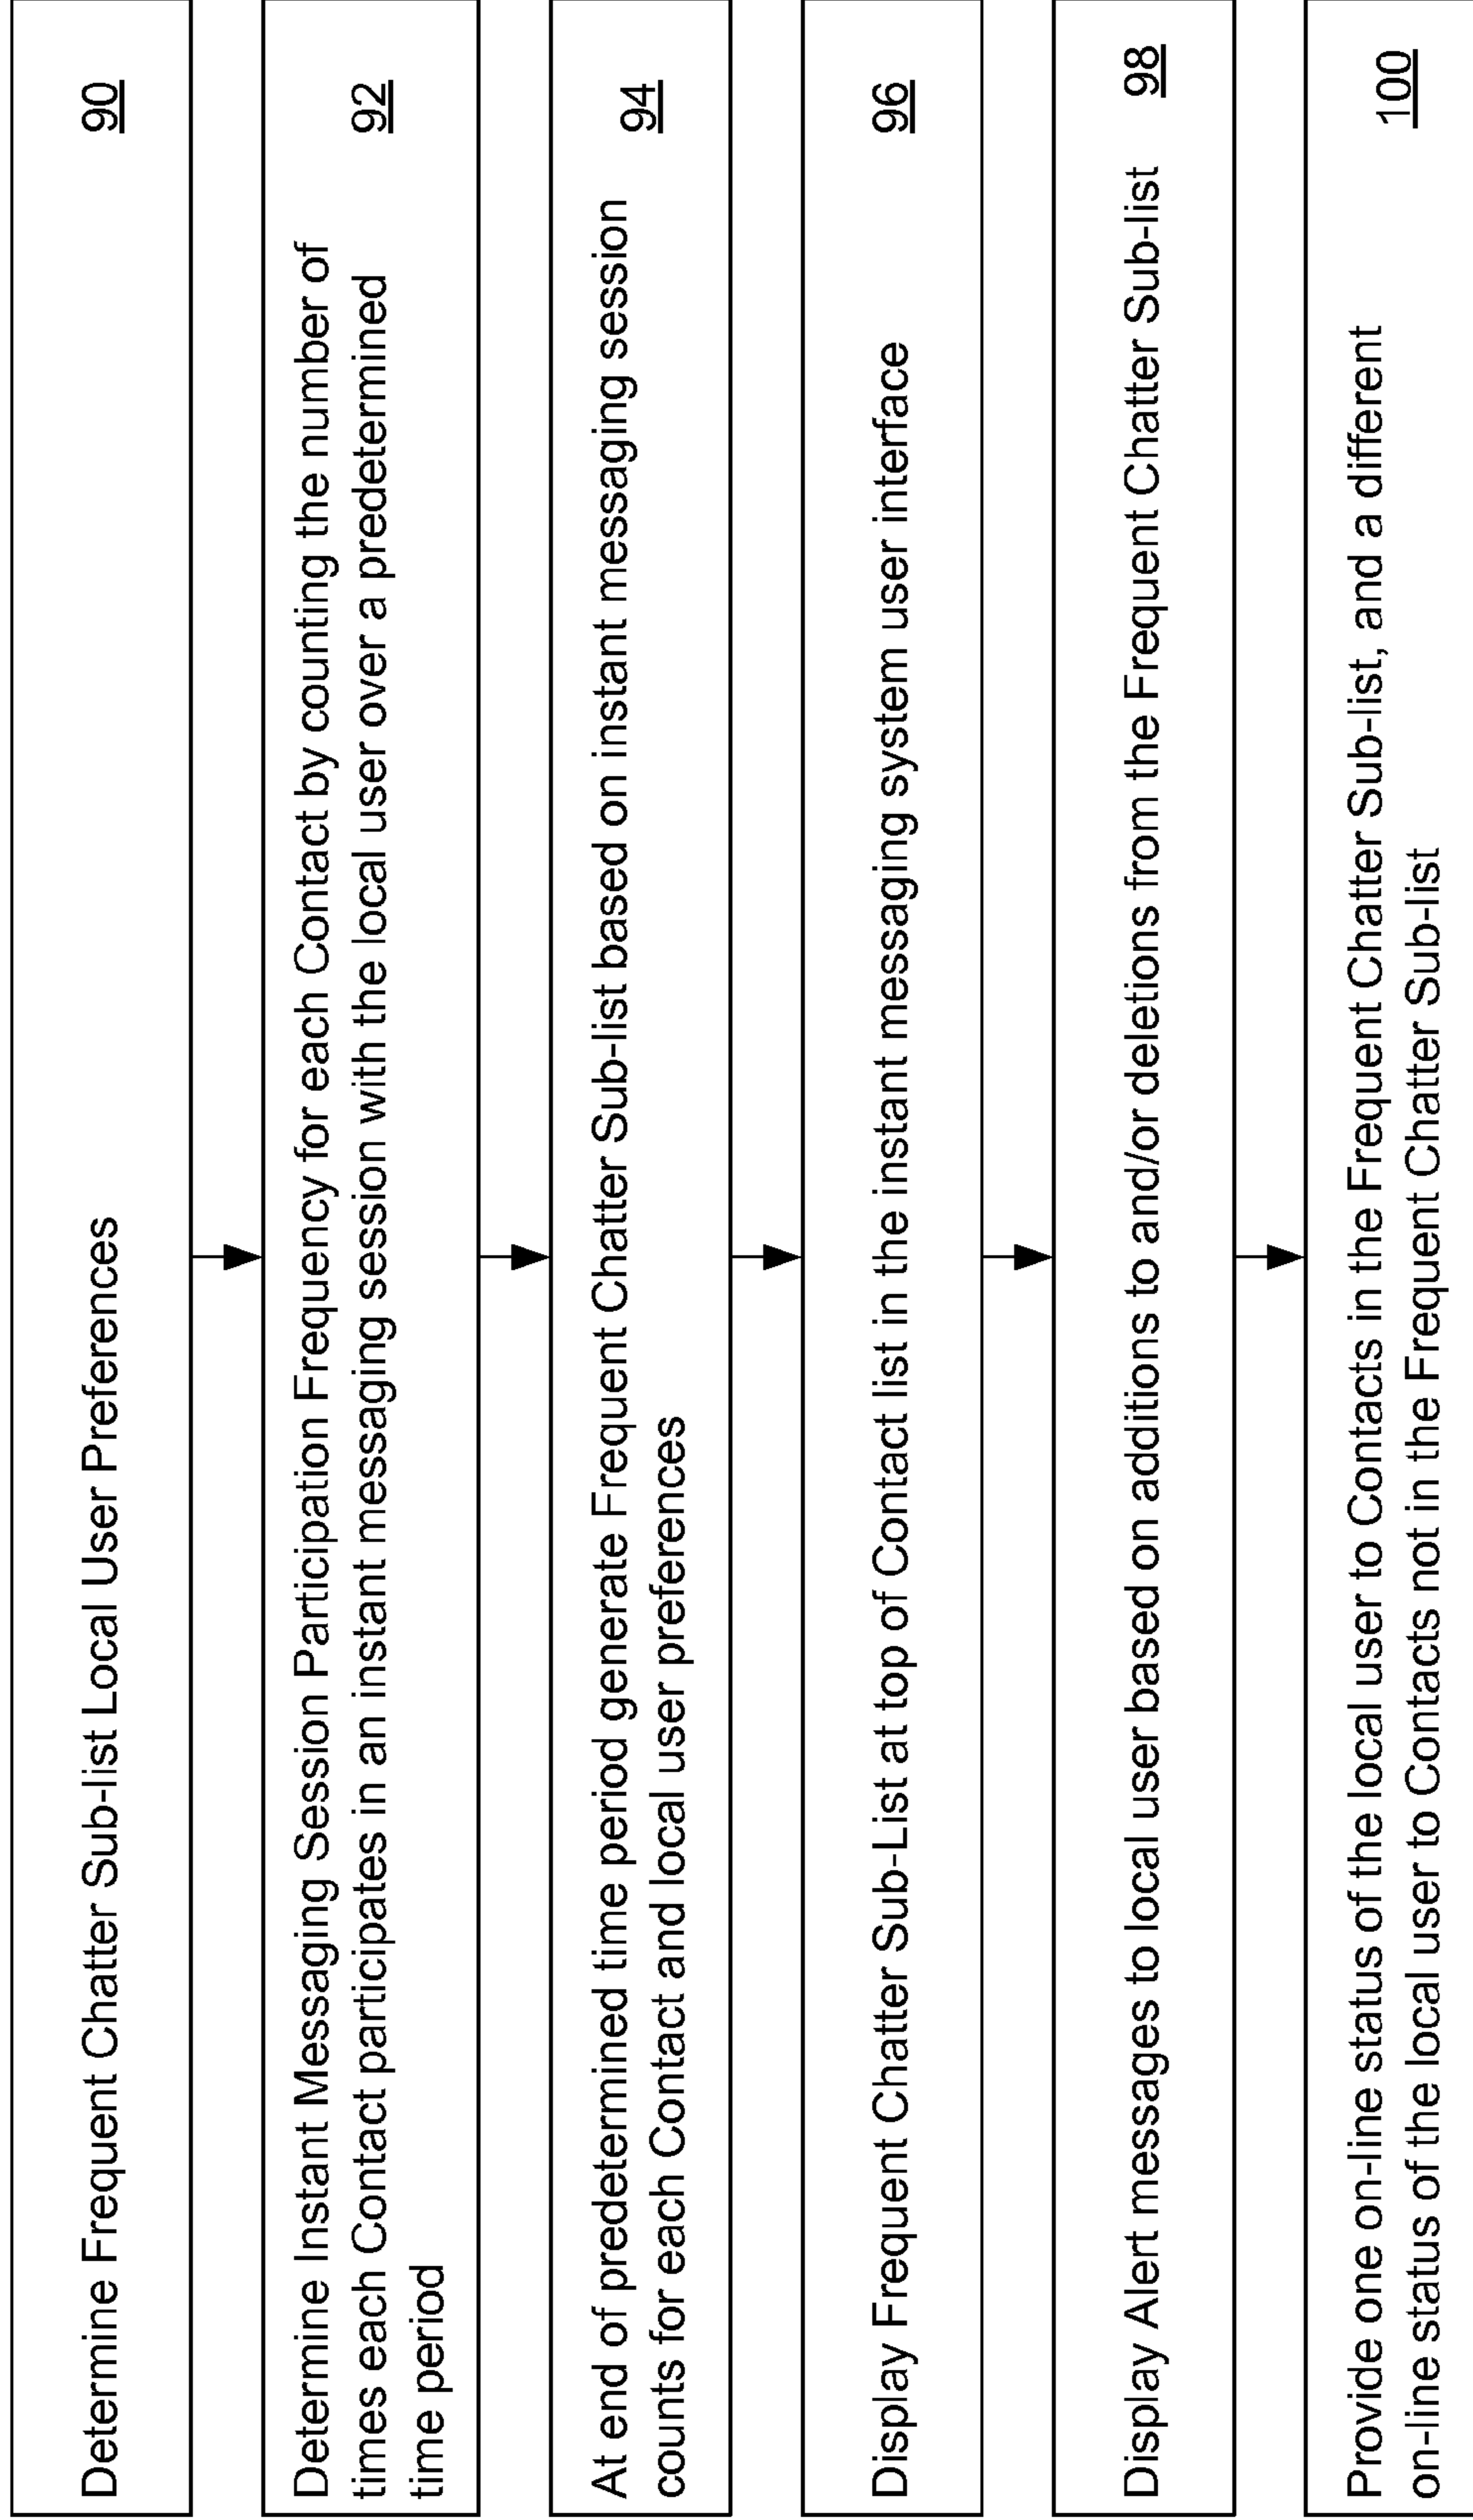 Determine Frequent Chatter Sub-list Local User Preferences 90
Determine Instant Messaging Session Participation Frequency for each Contact by counting the number of
times each Contact participates in an instant messaging session with the local user over a predetermined 92
time period
At end of predetermined time period generate Frequent Chatter Sub-list based on instant messaging session
counts for each Contact and local user preferences 94
Display Frequent Chatter Sub-List at top of Contact list in the instant messaging system user interface 96
Display Alert messages to local user based on additions to and/or deletions from the Frequent Chatter Sub-list 98
Provide one on-line status of the local user to Contacts in the Frequent Chatter Sub-list, and a different
on-line status of the local user to Contacts not in the Frequent Chatter Sub-list 100